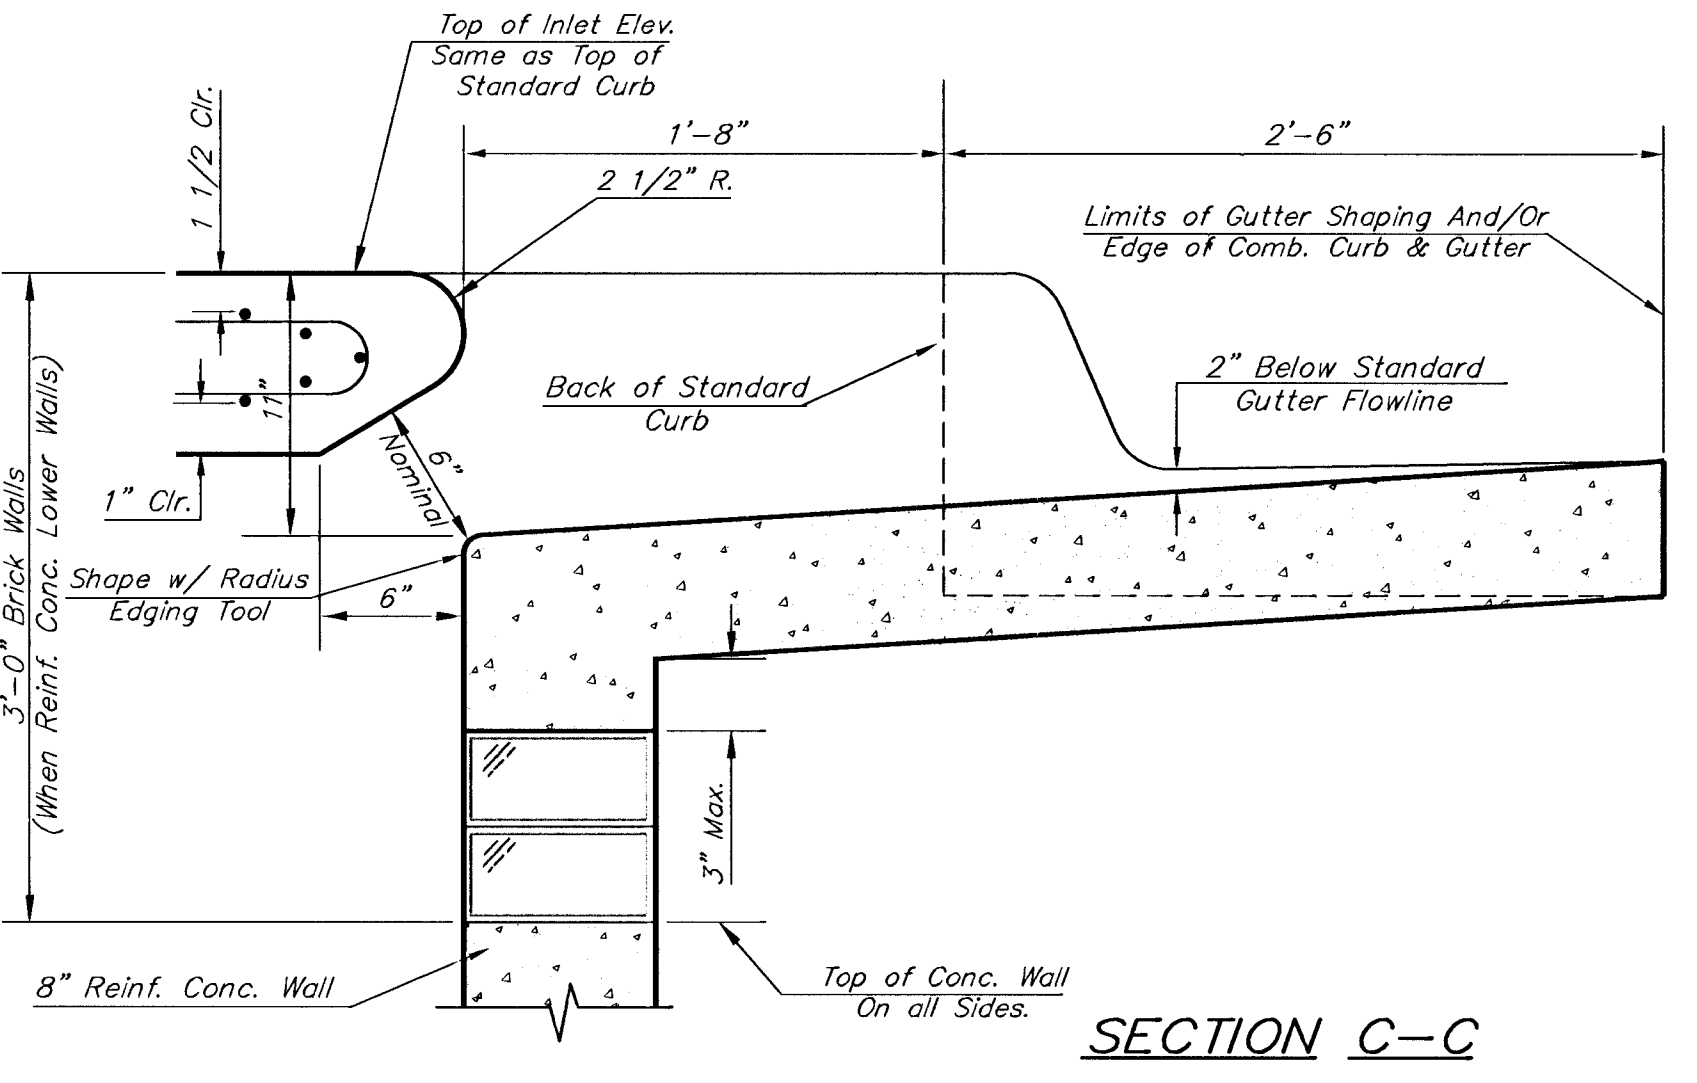 Top of Inlet Elev.
Same as Top of
Standard Curb
1 1/2 Clr.
1'-8"
2'-6"
2 1/2" R.
Limits of Gutter Shaping And/Or
Edge of Comb. Curb & Gutter
Back of Standard
Curb
2" Below Standard
Gutter Flowline
11"
6"
Nominal
1" Clr.
3'-0" Brick Walls
(When Reinf. Conc. Lower Walls)
Shape w/ Radius
Edging Tool
6"
3" Max.
8" Reinf. Conc. Wall
Top of Conc. Wall
On all Sides.
SECTION C-C